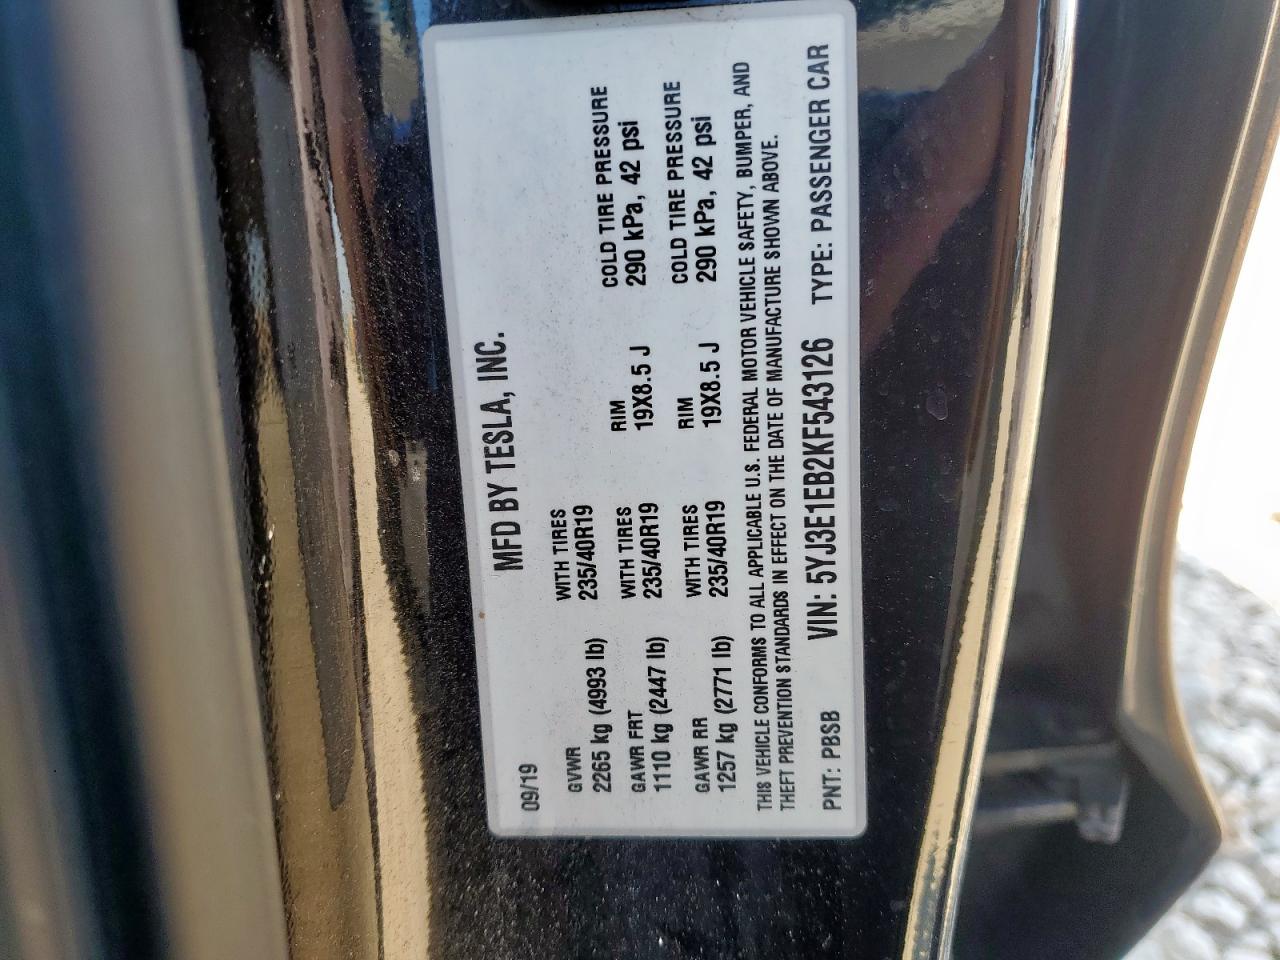 MFD BY TESLA, INC.
09/19
GVWR WITH TIRES
2265 kg (4993 lb) 235/40R19
GAWR FRT WITH TIRES RIM COLD TIRE PRESSURE
1110 kg (2447 lb) 235/40R19 19X8.5 J 290 kPa, 42 psi
GAWR RR WITH TIRES RIM COLD TIRE PRESSURE
1257 kg (2771 lb) 235/40R19 19X8.5 J 290 kPa, 42 psi
THIS VEHICLE CONFORMS TO ALL APPLICABLE U.S. FEDERAL MOTOR VEHICLE SAFETY, BUMPER, AND
THEFT PREVENTION STANDARDS IN EFFECT ON THE DATE OF MANUFACTURE SHOWN ABOVE.
PNT: PBSB VIN: 5YJ3E1EB2KF543126 TYPE: PASSENGER CAR